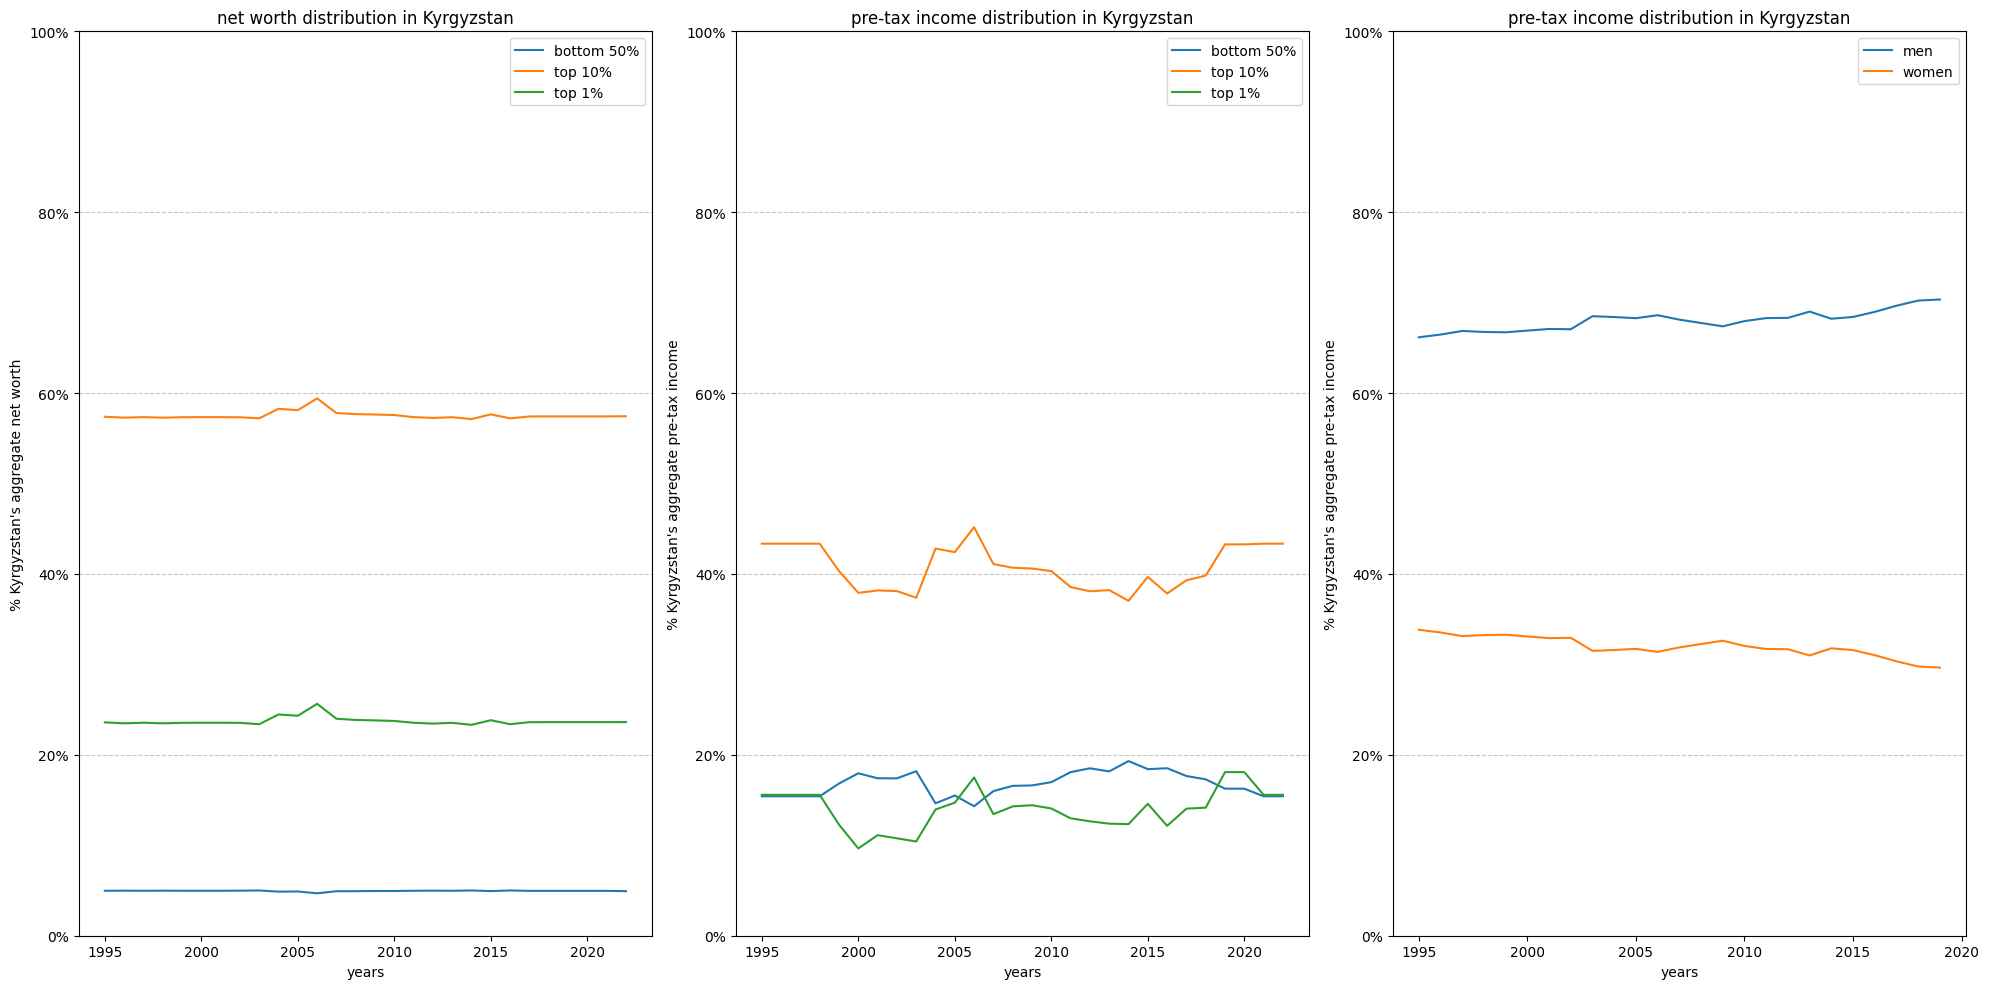 net worth distribution in Kyrgyzstan
100%
80%
60%
40%
20%
0%
% Kyrgyzstan's aggregate net worth
bottom 50%
top 10%
top 1%
1995 2000 2005 2010 2015 2020
years
pre-tax income distribution in Kyrgyzstan
100%
80%
60%
40%
20%
0%
% Kyrgyzstan's aggregate pre-tax income
bottom 50%
top 10%
top 1%
1995 2000 2005 2010 2015 2020
years
pre-tax income distribution in Kyrgyzstan
100%
80%
60%
40%
20%
0%
% Kyrgyzstan's aggregate pre-tax income
men
women
1995 2000 2005 2010 2015 2020
years